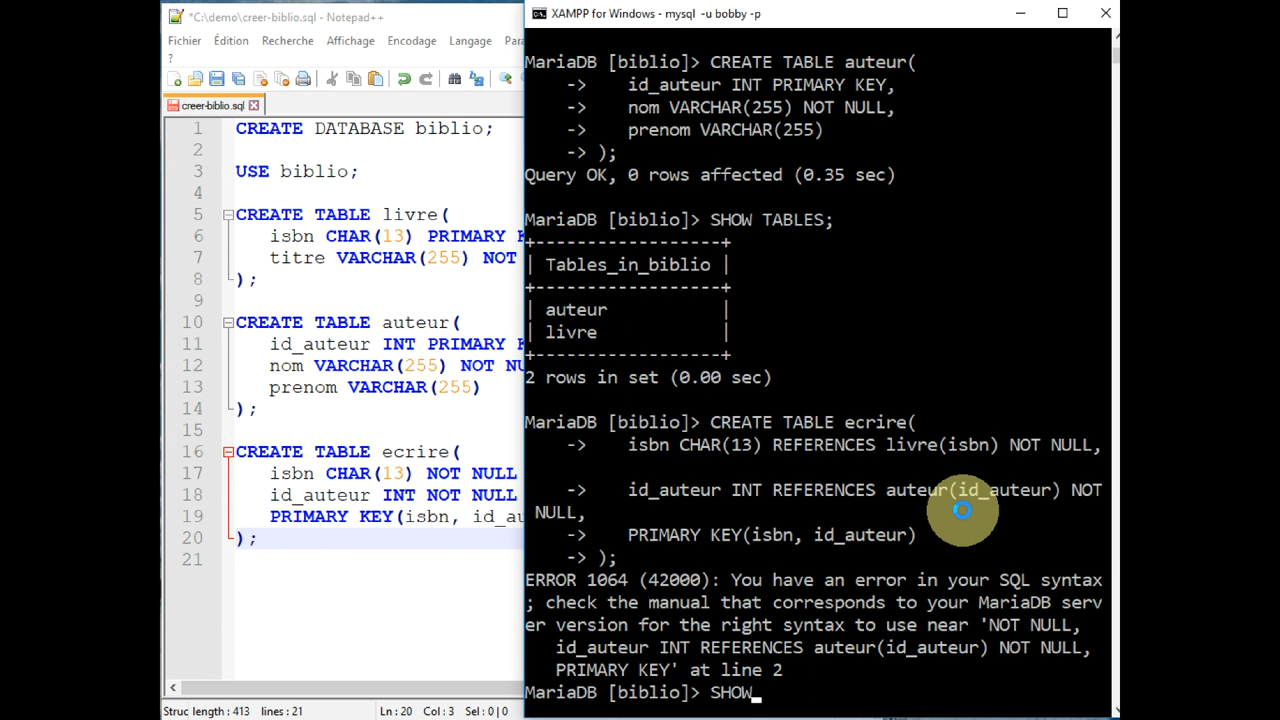 *C:\demo\creer-biblio.sql - Notepad++
Fichier Édition Recherche Affichage Encodage Langage
?
creer-biblio.sql
1 CREATE DATABASE biblio;
2
3 USE biblio;
4
5 CREATE TABLE livre(
6 isbn CHAR(13) PRIMARY
7 titre VARCHAR(255) NOT
8 );
9
10 CREATE TABLE auteur(
11 id_auteur INT PRIMARY
12 nom VARCHAR(255) NOT
13 prenom VARCHAR(255)
14 );
15
16 CREATE TABLE ecrire(
17 isbn CHAR(13) NOT NULL
18 id_auteur INT NOT NULL
19 PRIMARY KEY(isbn, id_au
20 );
21
Struc length : 413 lines : 21 Ln : 20 Col : 3 Sel : 0 | 0
XAMPP for Windows - mysql -u bobby -p
MariaDB [biblio]> CREATE TABLE auteur(
-> id_auteur INT PRIMARY KEY,
-> nom VARCHAR(255) NOT NULL,
-> prenom VARCHAR(255)
-> );
Query OK, 0 rows affected (0.35 sec)
MariaDB [biblio]> SHOW TABLES;
+------------------+
| Tables_in_biblio |
+------------------+
| auteur |
| livre |
+------------------+
2 rows in set (0.00 sec)
MariaDB [biblio]> CREATE TABLE ecrire(
-> isbn CHAR(13) REFERENCES livre(isbn) NOT NULL,
-> id_auteur INT REFERENCES auteur(id_auteur) NOT
NULL,
-> PRIMARY KEY(isbn, id_auteur)
-> );
ERROR 1064 (42000): You have an error in your SQL syntax
; check the manual that corresponds to your MariaDB serv
er version for the right syntax to use near 'NOT NULL,
id_auteur INT REFERENCES auteur(id_auteur) NOT NULL,
PRIMARY KEY' at line 2
MariaDB [biblio]> SHOW